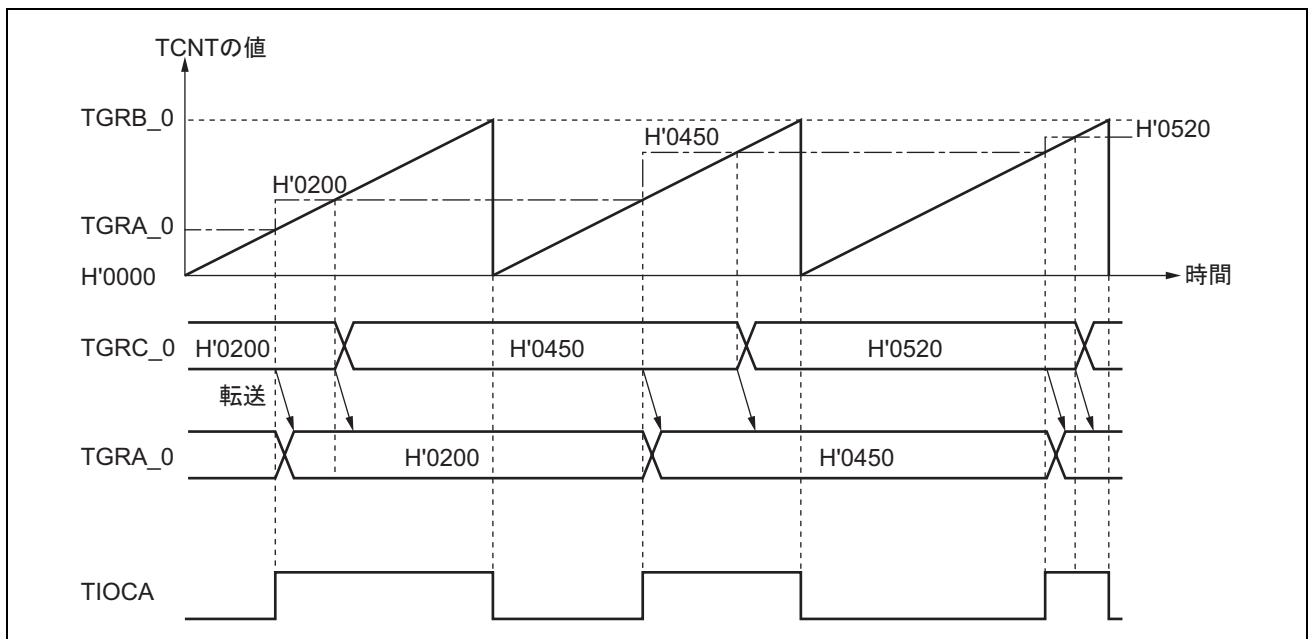 TCNTの値
TGRB_0
H'0520
H'0450
H'0200
TGRA_0
H'0000
時間
TGRC_0
H'0200
H'0450
H'0520
転送
TGRA_0
H'0200
H'0450
TIOCA